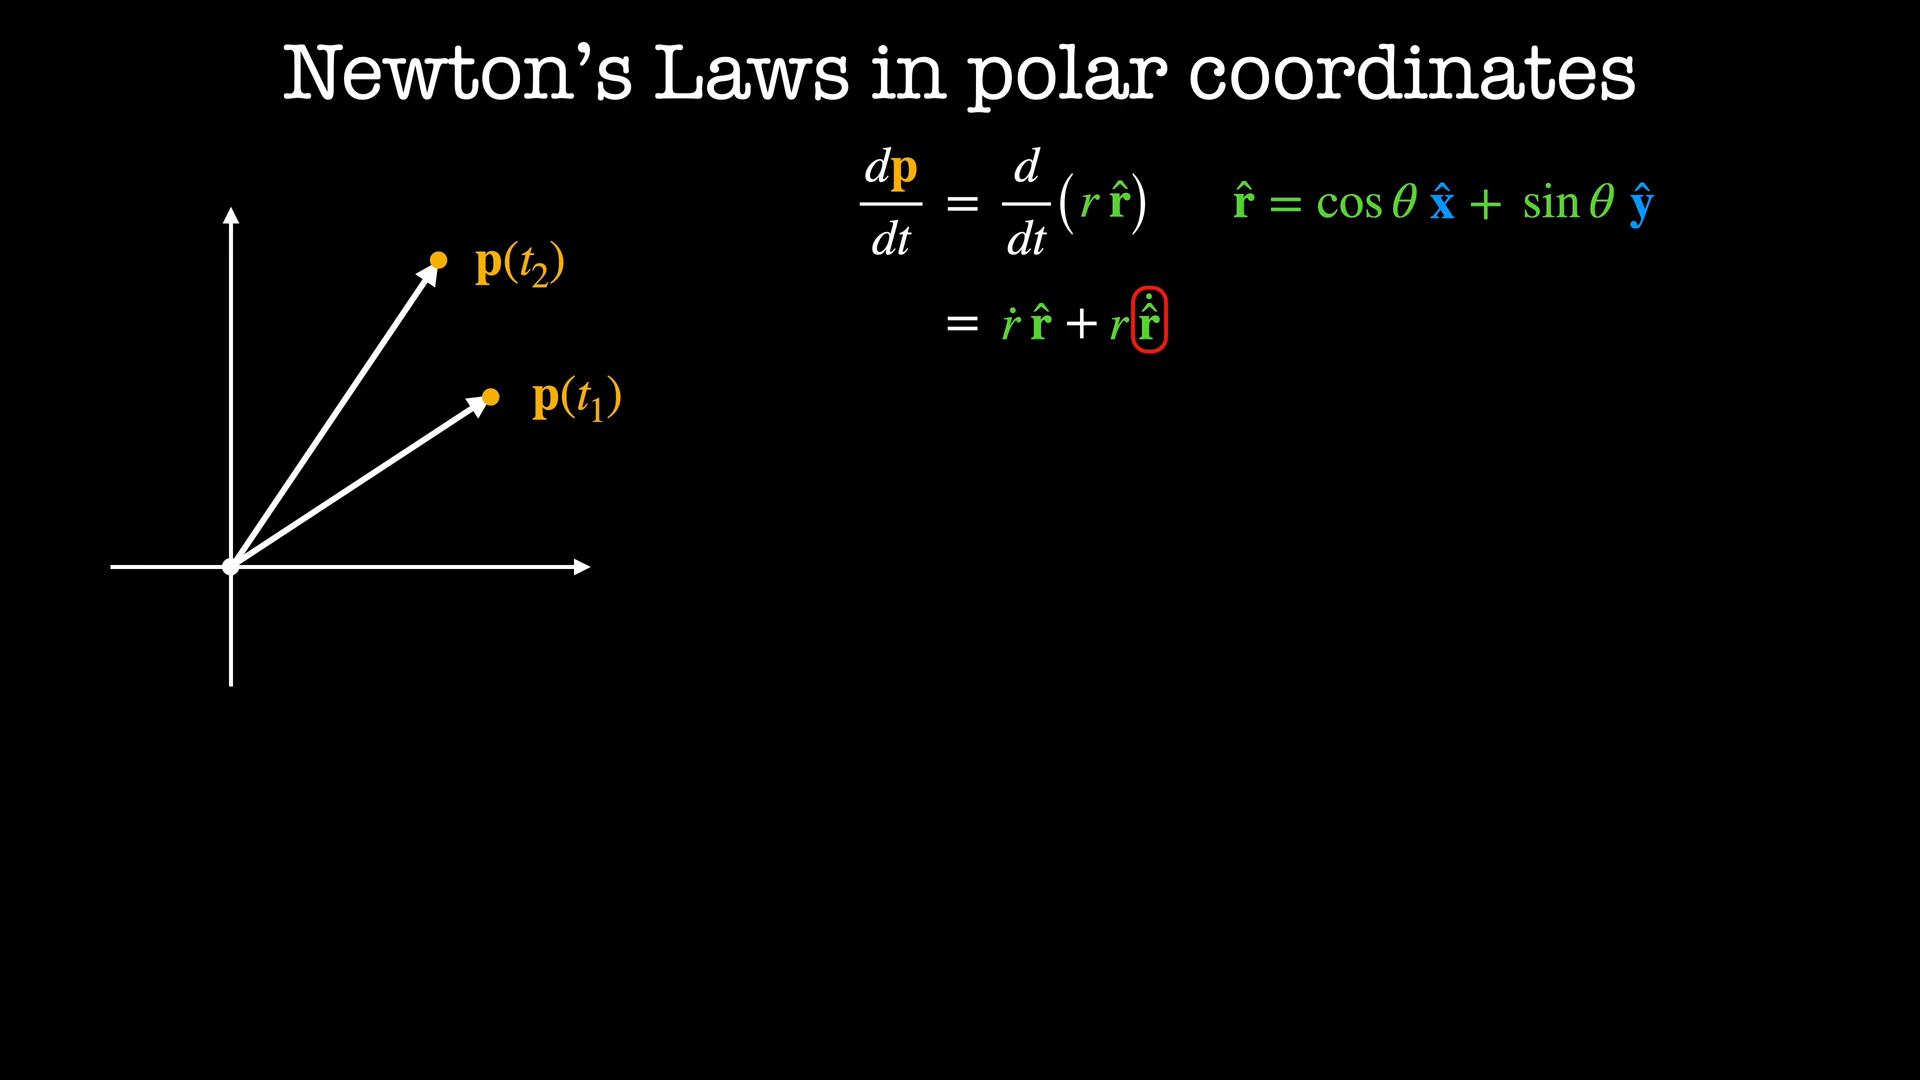 Newton’s Laws in polar coordinates
d𝐩/dt = d/dt (r 𝐫̂)    𝐫̂ = cos θ 𝐱̂ + sin θ 𝐲̂
= ṙ 𝐫̂ + r 𝐫̂̇
𝐩(t₂)
𝐩(t₁)